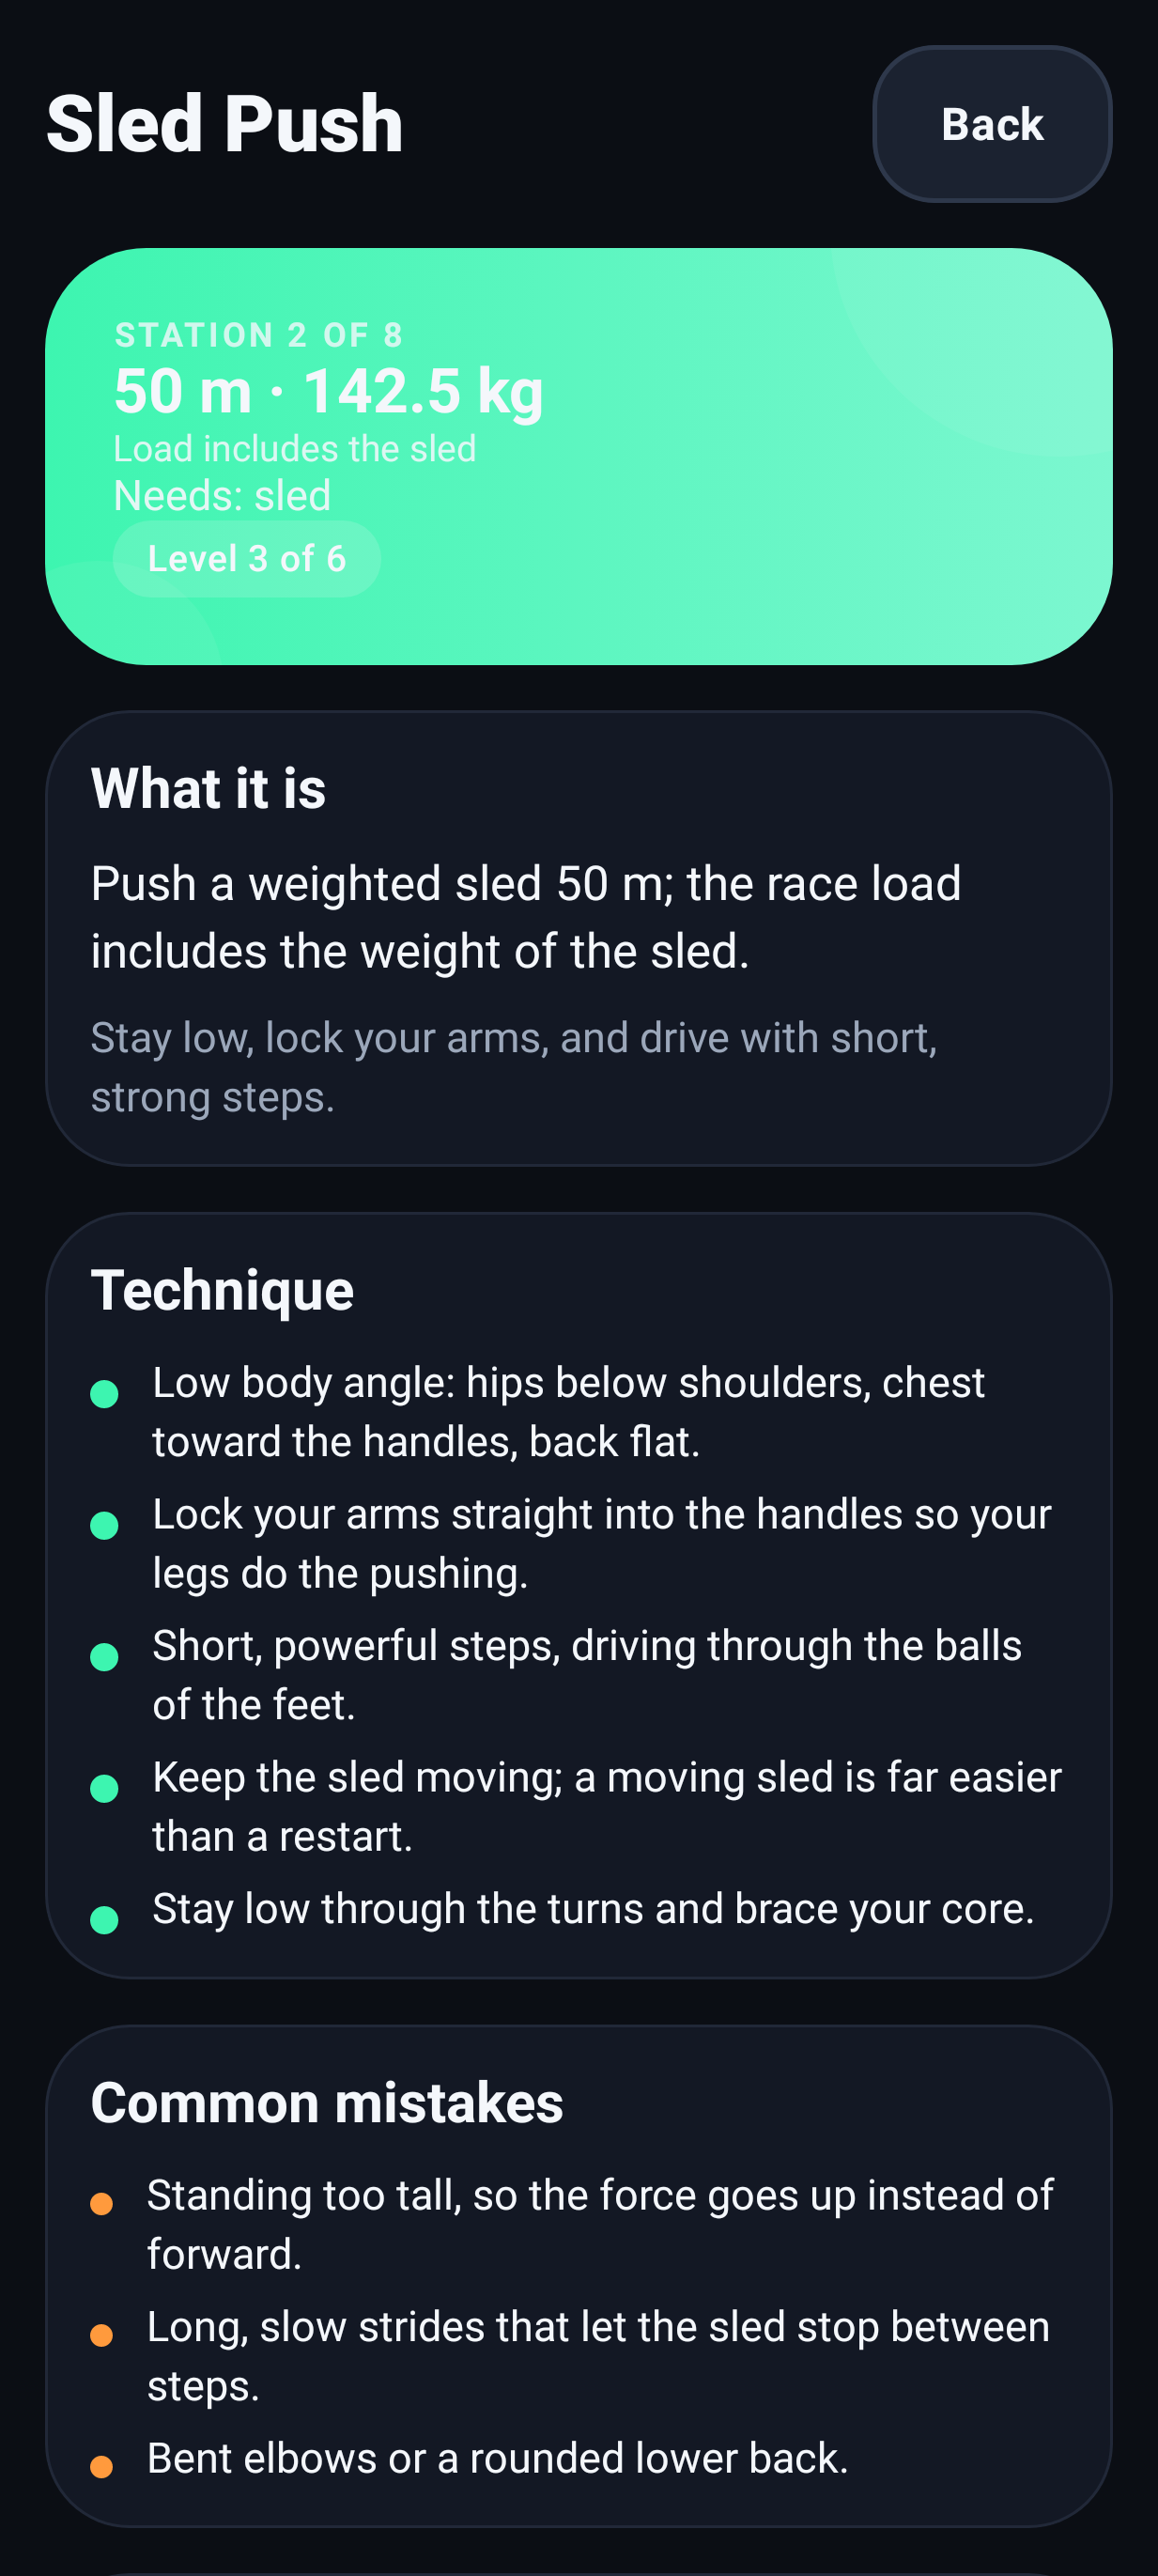 Sled Push
Back
STATION 2 OF 8
50 m · 142.5 kg
Load includes the sled
Needs: sled
Level 3 of 6
What it is
Push a weighted sled 50 m; the race load
includes the weight of the sled.
Stay low, lock your arms, and drive with short,
strong steps.
Technique
Low body angle: hips below shoulders, chest
toward the handles, back flat.
Lock your arms straight into the handles so your
legs do the pushing.
Short, powerful steps, driving through the balls
of the feet.
Keep the sled moving; a moving sled is far easier
than a restart.
Stay low through the turns and brace your core.
Common mistakes
Standing too tall, so the force goes up instead of
forward.
Long, slow strides that let the sled stop between
steps.
Bent elbows or a rounded lower back.